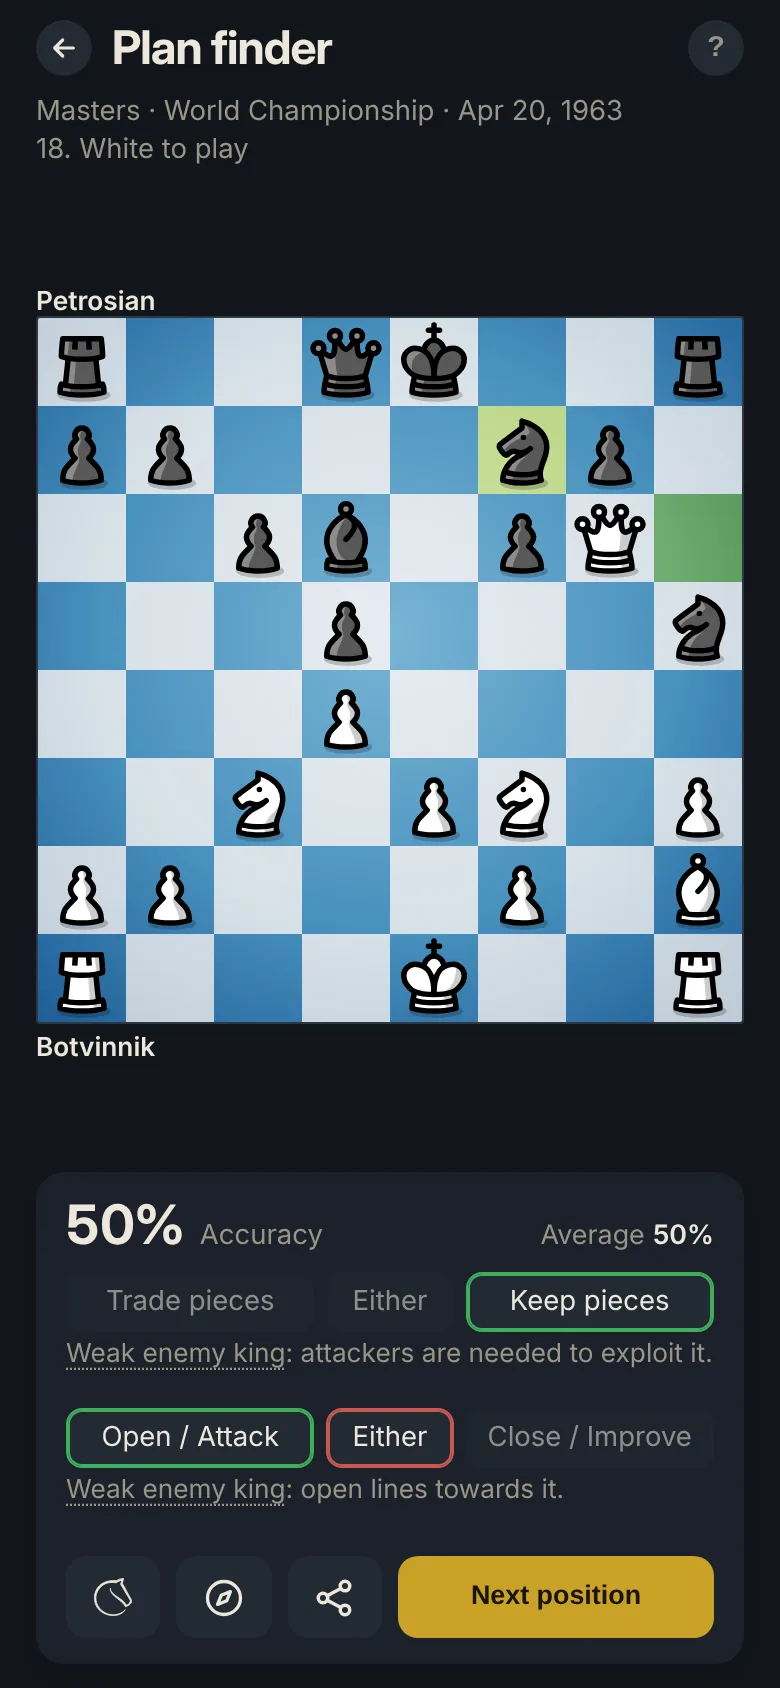 Plan finder
?
Masters · World Championship · Apr 20, 1963
18. White to play
Petrosian
Botvinnik
50% Accuracy
Average 50%
Trade pieces
Either
Keep pieces
Weak enemy king: attackers are needed to exploit it.
Open / Attack
Either
Close / Improve
Weak enemy king: open lines towards it.
Next position